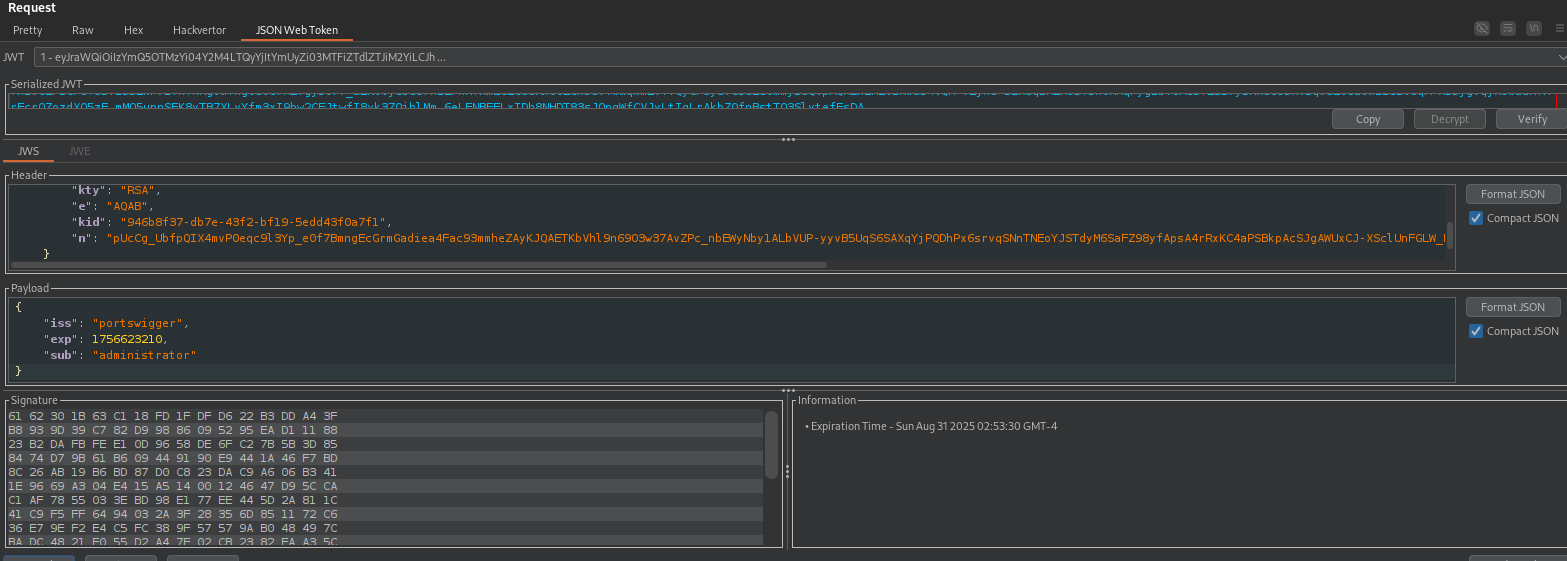 Request
Pretty Raw Hex Hackvertor JSON Web Token
\n
JWT 1 - eyJraWQiOiIzYmQ5OTMzYi04Y2M4LTQyYjItYmUyZi03MTFiZTdlZTJiM2YiLCJh ...
Serialized JWT
Copy Decrypt Verify
JWS JWE
Header
"kty": "RSA",
"e": "AQAB",
"kid": "946b8f37-db7e-43f2-bf19-5edd43f0a7f1",
"n": "pUcCg_UbfpQIX4mvP0eqc9l3Yp_e0f7BmngEcGrmGadiea4Fac93mmheZAyKJQAETKbVhl9n6903w37AvZPc_nbEWyNby1ALbVUP-yyvB5UqS6SAXqYjPQDhPx6srvqSNnTNEoYJSTdyM6SaFZ98yfApsA4rRxKC4aPSBkpAcSJgAWUxCJ-XSclUnFGLW_
}
Format JSON
Compact JSON
Payload
{
"iss": "portswigger",
"exp": 1756623210,
"sub": "administrator"
}
Format JSON
Compact JSON
Signature
61 62 30 1B 63 C1 18 FD 1F DF D6 22 B3 DD A4 3F
B8 93 9D 39 C7 82 D9 98 86 09 52 95 EA D1 11 88
23 B2 DA FB FE E1 0D 96 58 DE 6F C2 7B 5B 3D 85
84 74 D7 9B 61 B6 09 44 91 90 E9 44 1A 46 F7 BD
8C 26 AB 19 B6 BD 87 D0 C8 23 DA C9 A6 06 B3 41
1E 96 69 A3 04 E4 15 A5 14 00 12 46 47 D9 5C CA
C1 AF 78 55 03 3E BD 98 E1 77 EE 44 5D 2A 81 1C
41 C9 F5 FF 64 94 03 2A 3F 28 35 6D 85 11 72 C6
36 E7 9E F2 E4 C5 FC 38 9F 57 57 9A B0 48 49 7C
BA DC 48 21 E0 55 D2 A4 7E 02 CB 23 82 EA A3 5C
Information
• Expiration Time - Sun Aug 31 2025 02:53:30 GMT-4